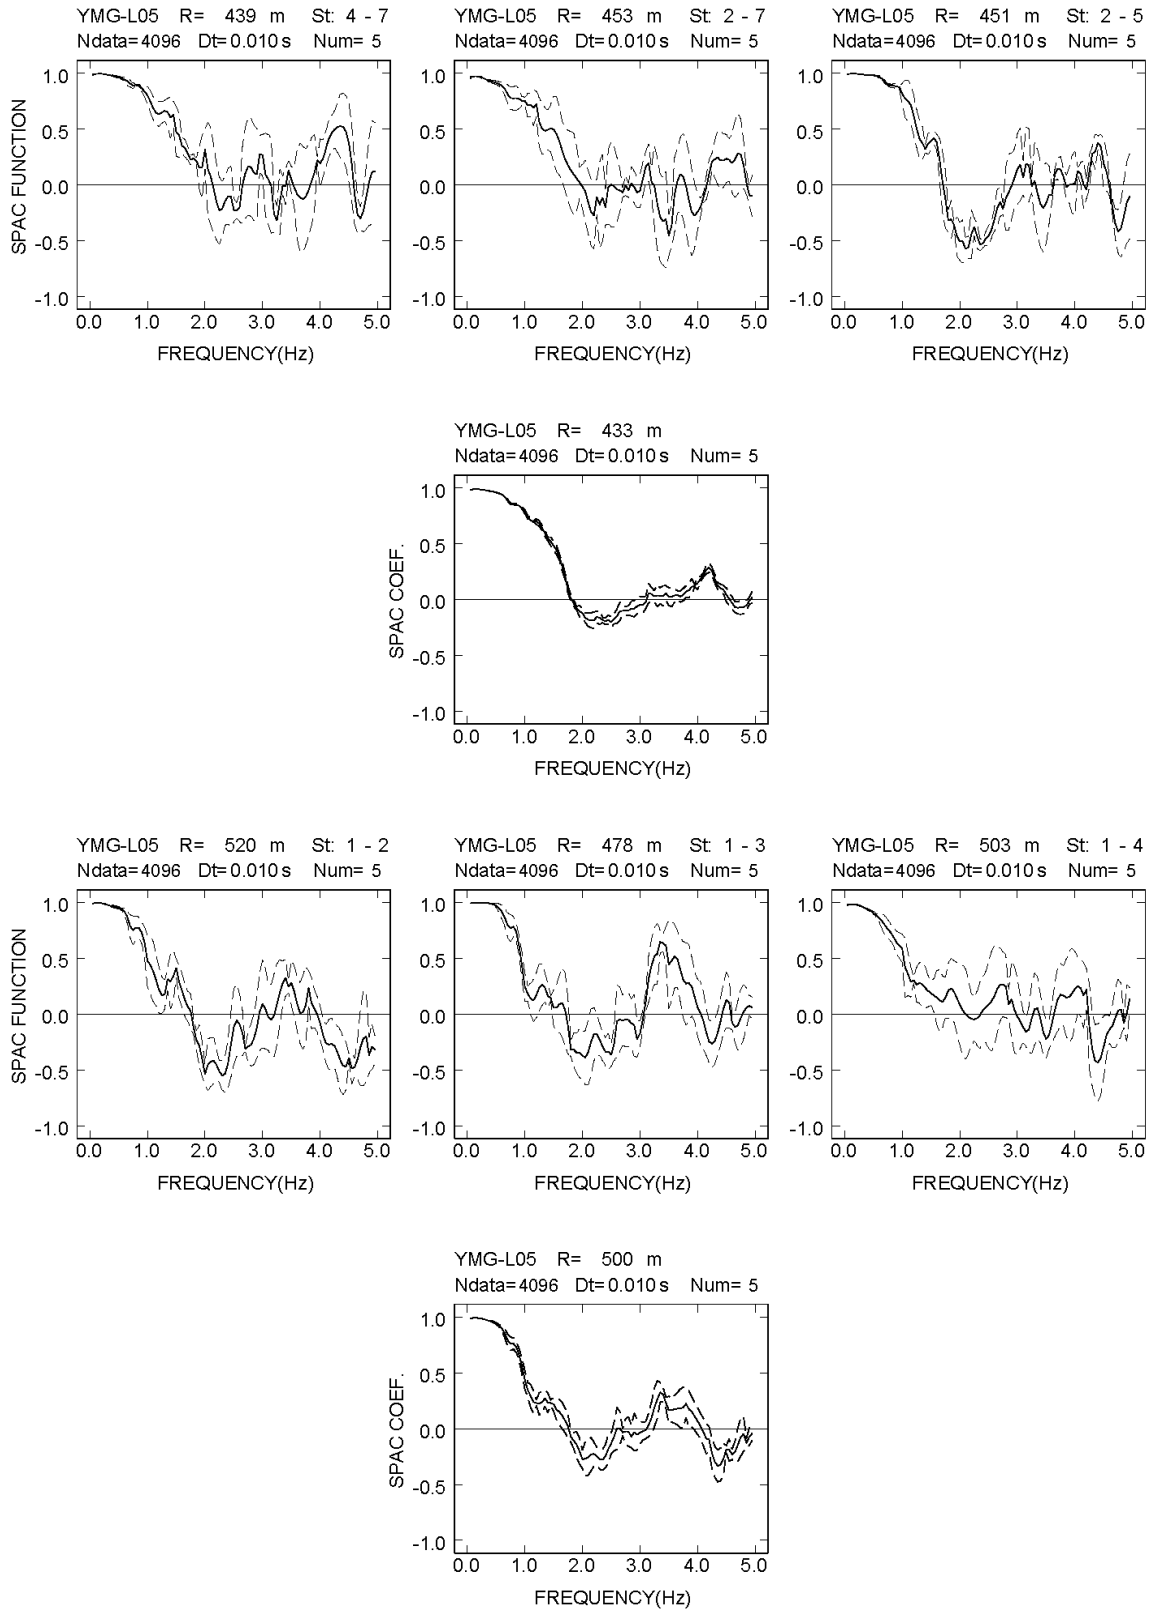 YMG-L05 R= 439 m St: 4 - 7
Ndata=4096 Dt=0.010 s Num= 5
1.0
0.5
0.0
-0.5
-1.0
SPAC FUNCTION
0.0 1.0 2.0 3.0 4.0 5.0
FREQUENCY(Hz)
YMG-L05 R= 453 m St: 2 - 7
Ndata=4096 Dt=0.010 s Num= 5
1.0
0.5
0.0
-0.5
-1.0
0.0 1.0 2.0 3.0 4.0 5.0
FREQUENCY(Hz)
YMG-L05 R= 451 m St: 2 - 5
Ndata=4096 Dt=0.010 s Num= 5
1.0
0.5
0.0
-0.5
-1.0
0.0 1.0 2.0 3.0 4.0 5.0
FREQUENCY(Hz)
YMG-L05 R= 433 m
Ndata=4096 Dt=0.010 s Num= 5
1.0
0.5
0.0
-0.5
-1.0
SPAC COEF.
0.0 1.0 2.0 3.0 4.0 5.0
FREQUENCY(Hz)
YMG-L05 R= 520 m St: 1 - 2
Ndata=4096 Dt=0.010 s Num= 5
1.0
0.5
0.0
-0.5
-1.0
SPAC FUNCTION
0.0 1.0 2.0 3.0 4.0 5.0
FREQUENCY(Hz)
YMG-L05 R= 478 m St: 1 - 3
Ndata=4096 Dt=0.010 s Num= 5
1.0
0.5
0.0
-0.5
-1.0
0.0 1.0 2.0 3.0 4.0 5.0
FREQUENCY(Hz)
YMG-L05 R= 503 m St: 1 - 4
Ndata=4096 Dt=0.010 s Num= 5
1.0
0.5
0.0
-0.5
-1.0
0.0 1.0 2.0 3.0 4.0 5.0
FREQUENCY(Hz)
YMG-L05 R= 500 m
Ndata=4096 Dt=0.010 s Num= 5
1.0
0.5
0.0
-0.5
-1.0
SPAC COEF.
0.0 1.0 2.0 3.0 4.0 5.0
FREQUENCY(Hz)